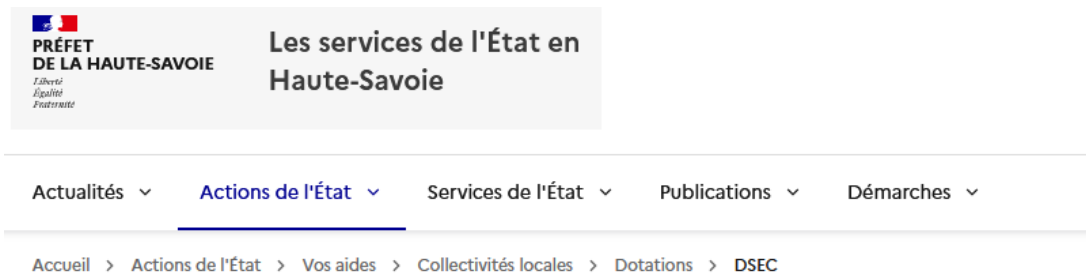 PRÉFET
DE LA HAUTE-SAVOIE
Liberté
Égalité
Fraternité
Les services de l'État en
Haute-Savoie
Actualités Actions de l'État Services de l'État Publications Démarches
Accueil > Actions de l'État > Vos aides > Collectivités locales > Dotations > DSEC